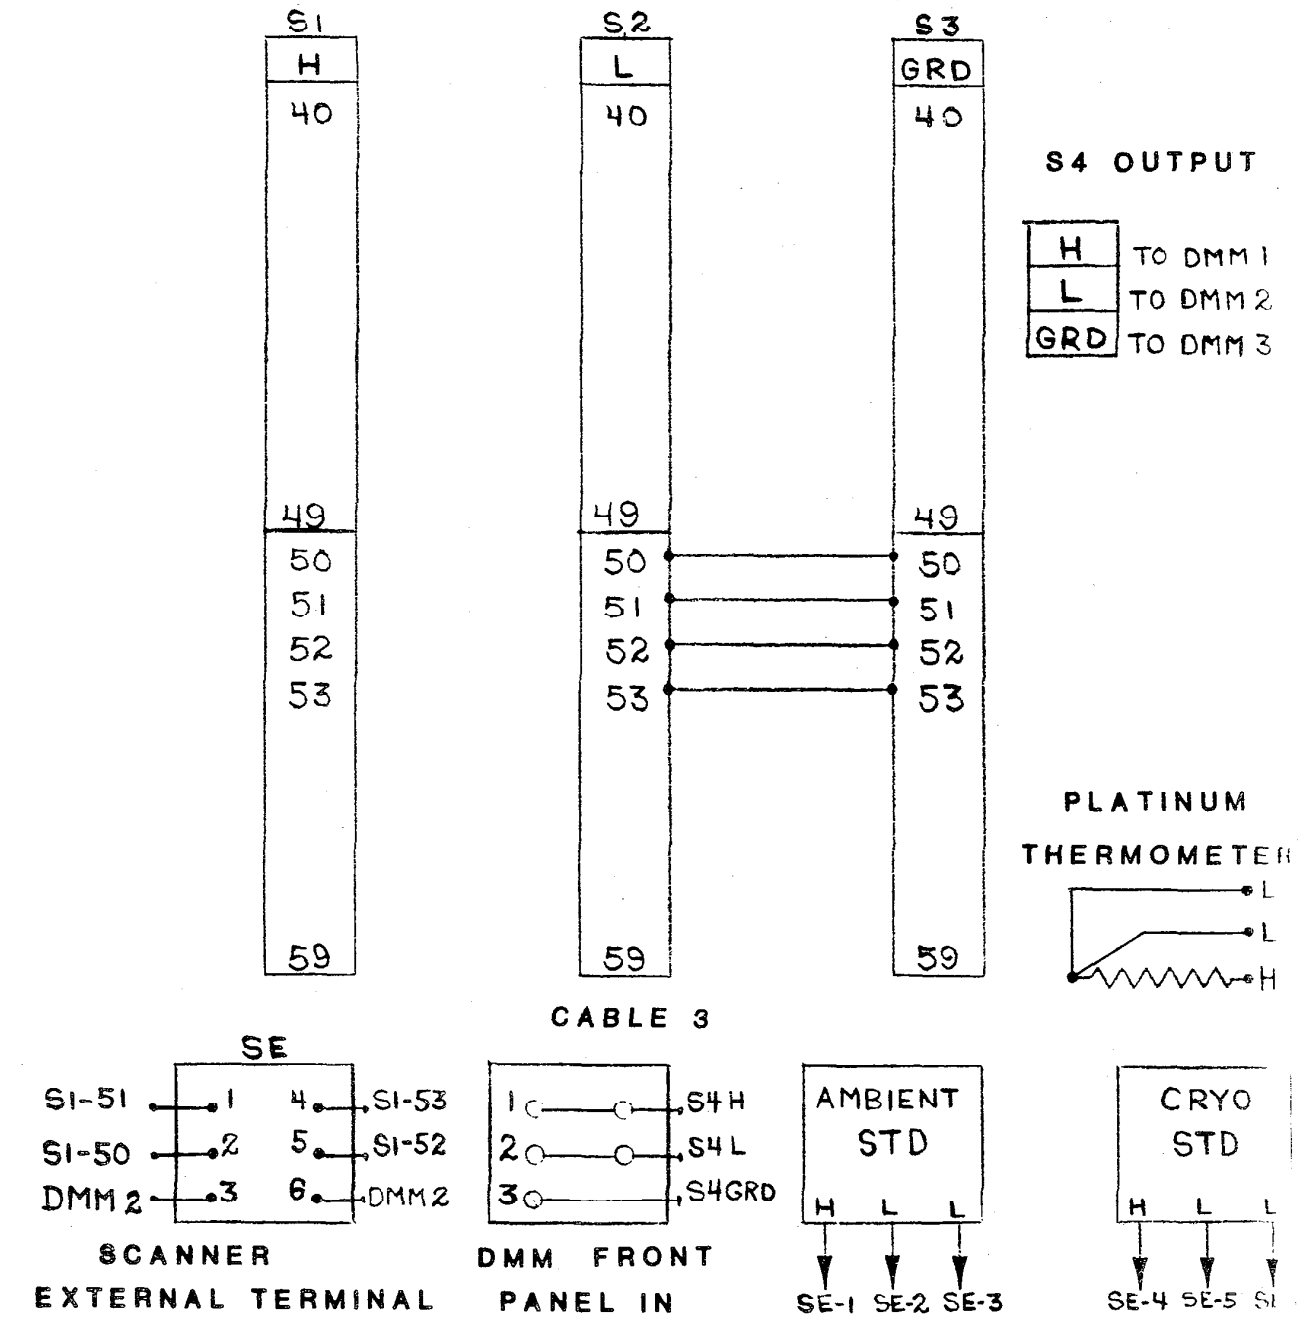 S1
S2
S3
H
L
GRD
40
40
40
S4 OUTPUT
H TO DMM 1
L TO DMM 2
GRD TO DMM 3
49
49
49
50
50
50
51
51
51
52
52
52
53
53
53
PLATINUM
THERMOMETER
L
L
H
59
59
59
CABLE 3
SE
S1-51 1 4 S1-53
S1-50 2 5 S1-52
DMM 2 3 6 DMM 2
SCANNER
EXTERNAL TERMINAL
1 S4 H
2 S4 L
3 S4GRD
DMM FRONT
PANEL IN
AMBIENT
STD
H L L
SE-1 SE-2 SE-3
CRYO
STD
H L L
SE-4 SE-5